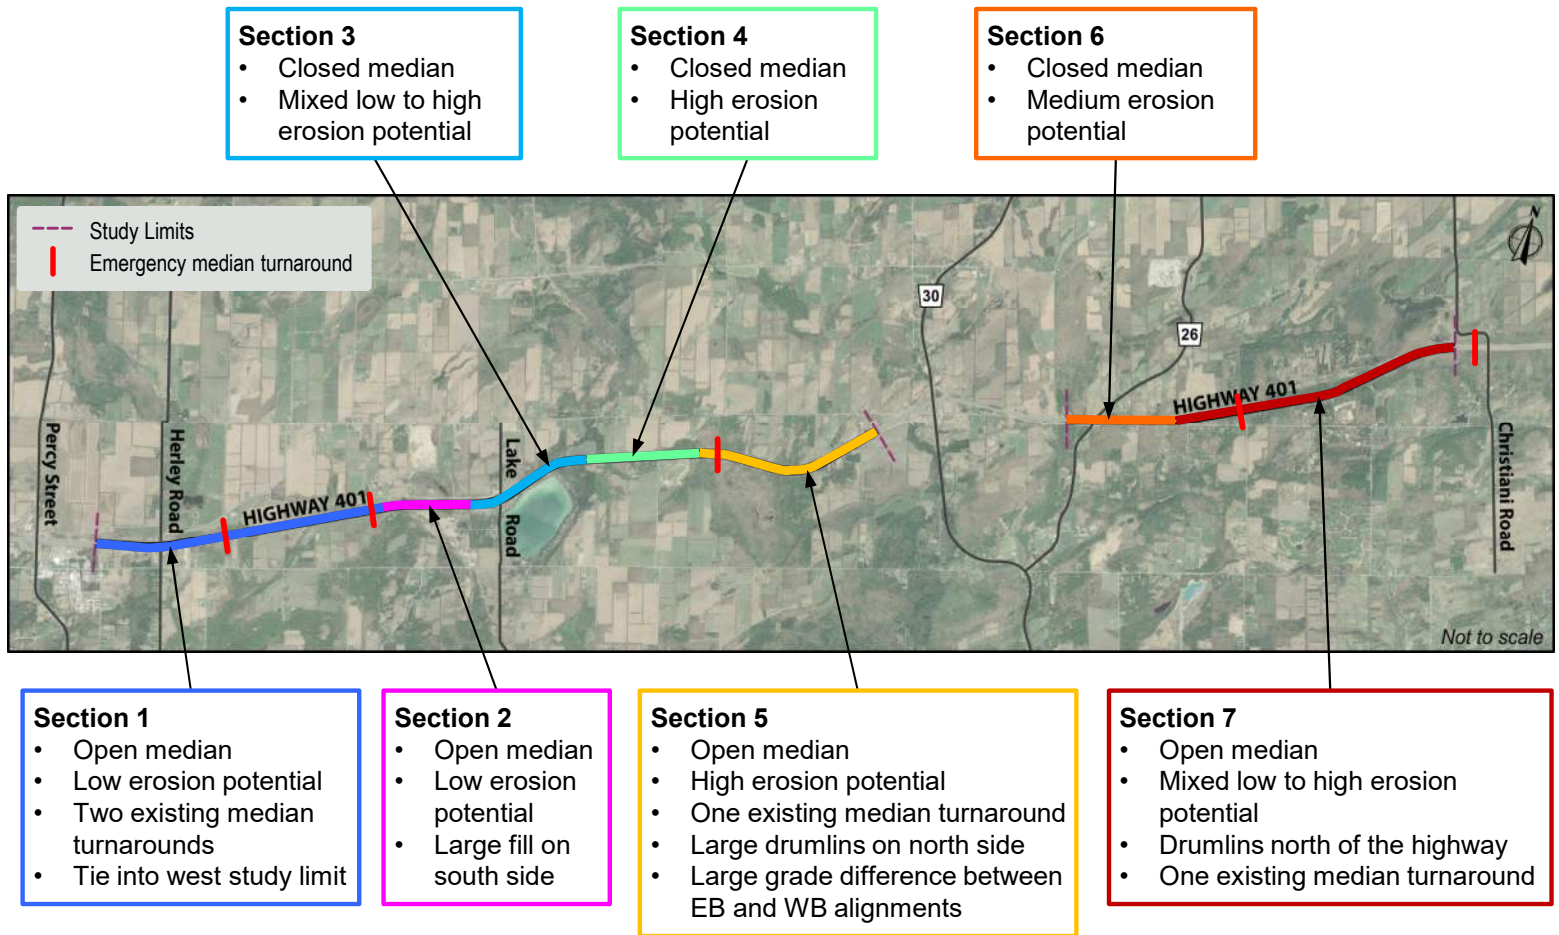 Section 3
• Closed median
• Mixed low to high
erosion potential
Section 4
• Closed median
• High erosion
potential
Section 6
• Closed median
• Medium erosion
potential
Study Limits
Emergency median turnaround
N
30
26
HIGHWAY 401
Percy Street
Herley Road
HIGHWAY 401
Lake Road
Christiani Road
Not to scale
Section 1
• Open median
• Low erosion potential
• Two existing median
turnarounds
• Tie into west study limit
Section 2
• Open median
• Low erosion
potential
• Large fill on
south side
Section 5
• Open median
• High erosion potential
• One existing median turnaround
• Large drumlins on north side
• Large grade difference between
EB and WB alignments
Section 7
• Open median
• Mixed low to high erosion
potential
• Drumlins north of the highway
• One existing median turnaround